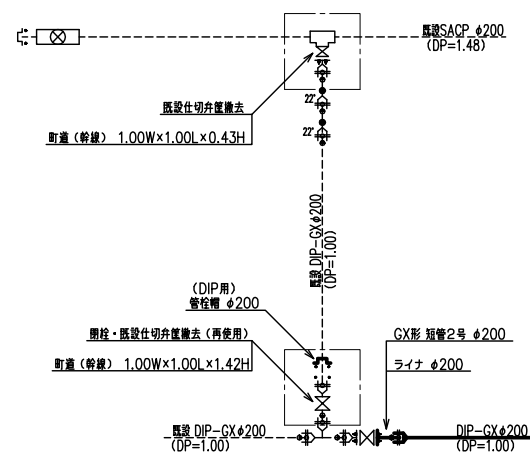 既設SACP φ200
(DP=1.48)
22°
22°
既設仕切弁筐撤去
町道（幹線） 1.00W×1.00L×0.43H
既設 DIP-GXφ200
(DP=1.00)
(DIP用)
管栓帽 φ200
閉栓・既設仕切弁筐撤去（再使用）
町道（幹線） 1.00W×1.00L×1.42H
GX形 短管2号 φ200
ライナ φ200
既設 DIP-GXφ200
(DP=1.00)
DIP-GXφ200
(DP=1.00)